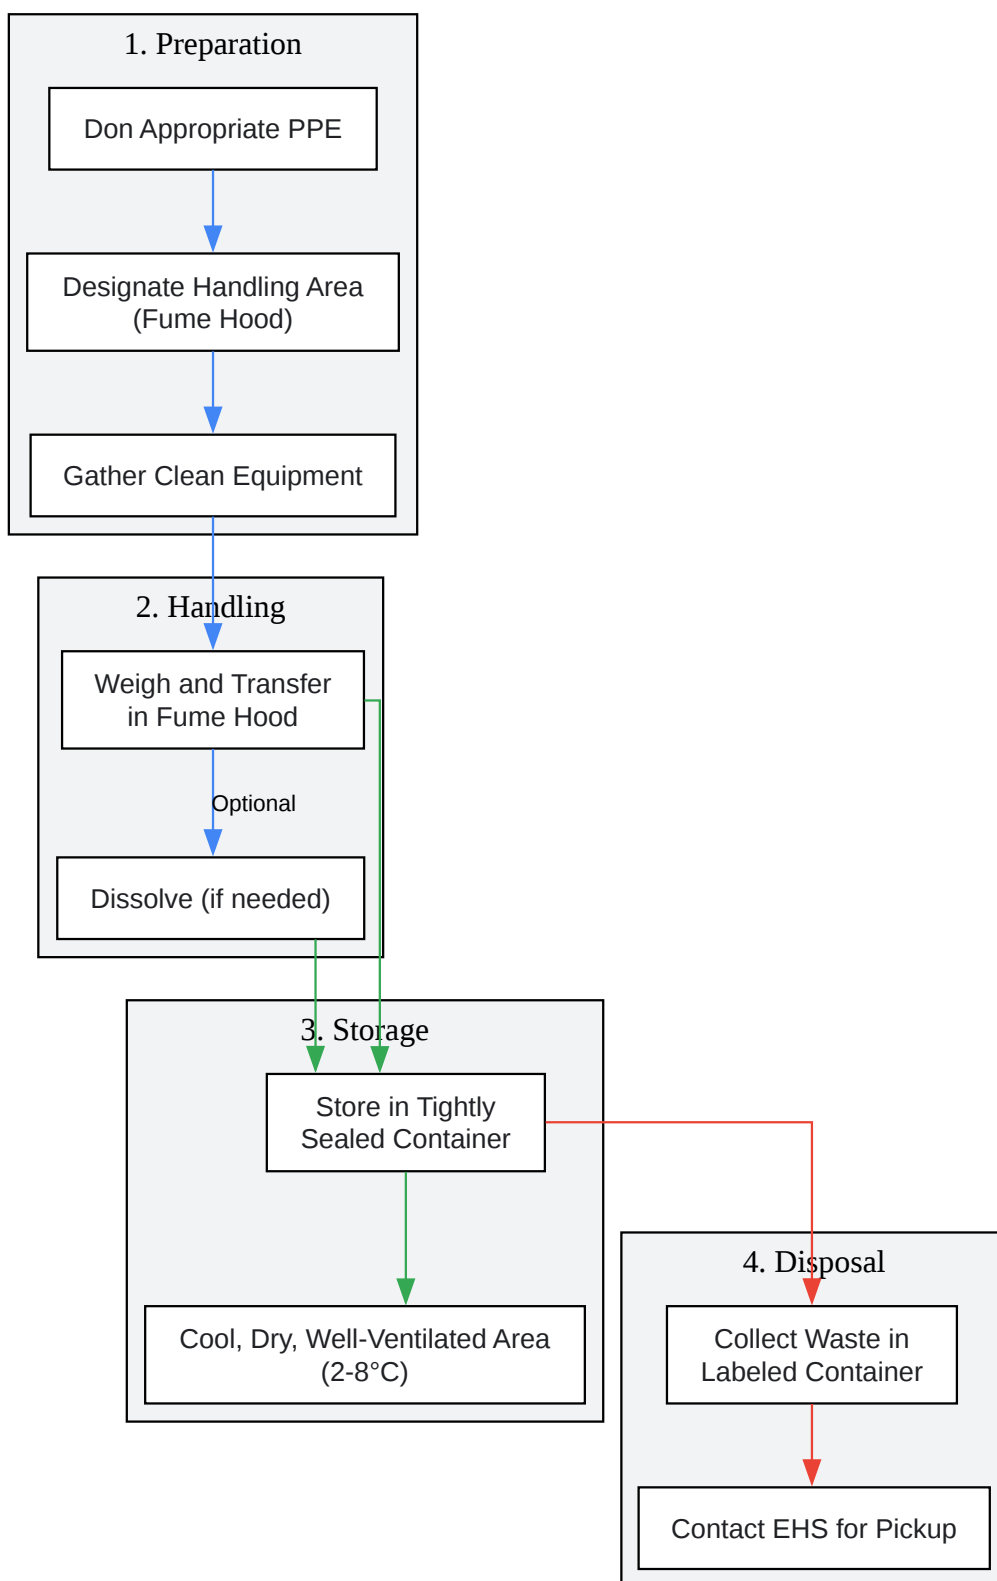 1. Preparation
Don Appropriate PPE
Designate Handling Area
(Fume Hood)
Gather Clean Equipment
2. Handling
Weigh and Transfer
in Fume Hood
Optional
Dissolve (if needed)
3. Storage
Store in Tightly
Sealed Container
Cool, Dry, Well-Ventilated Area
(2-8°C)
4. Disposal
Collect Waste in
Labeled Container
Contact EHS for Pickup